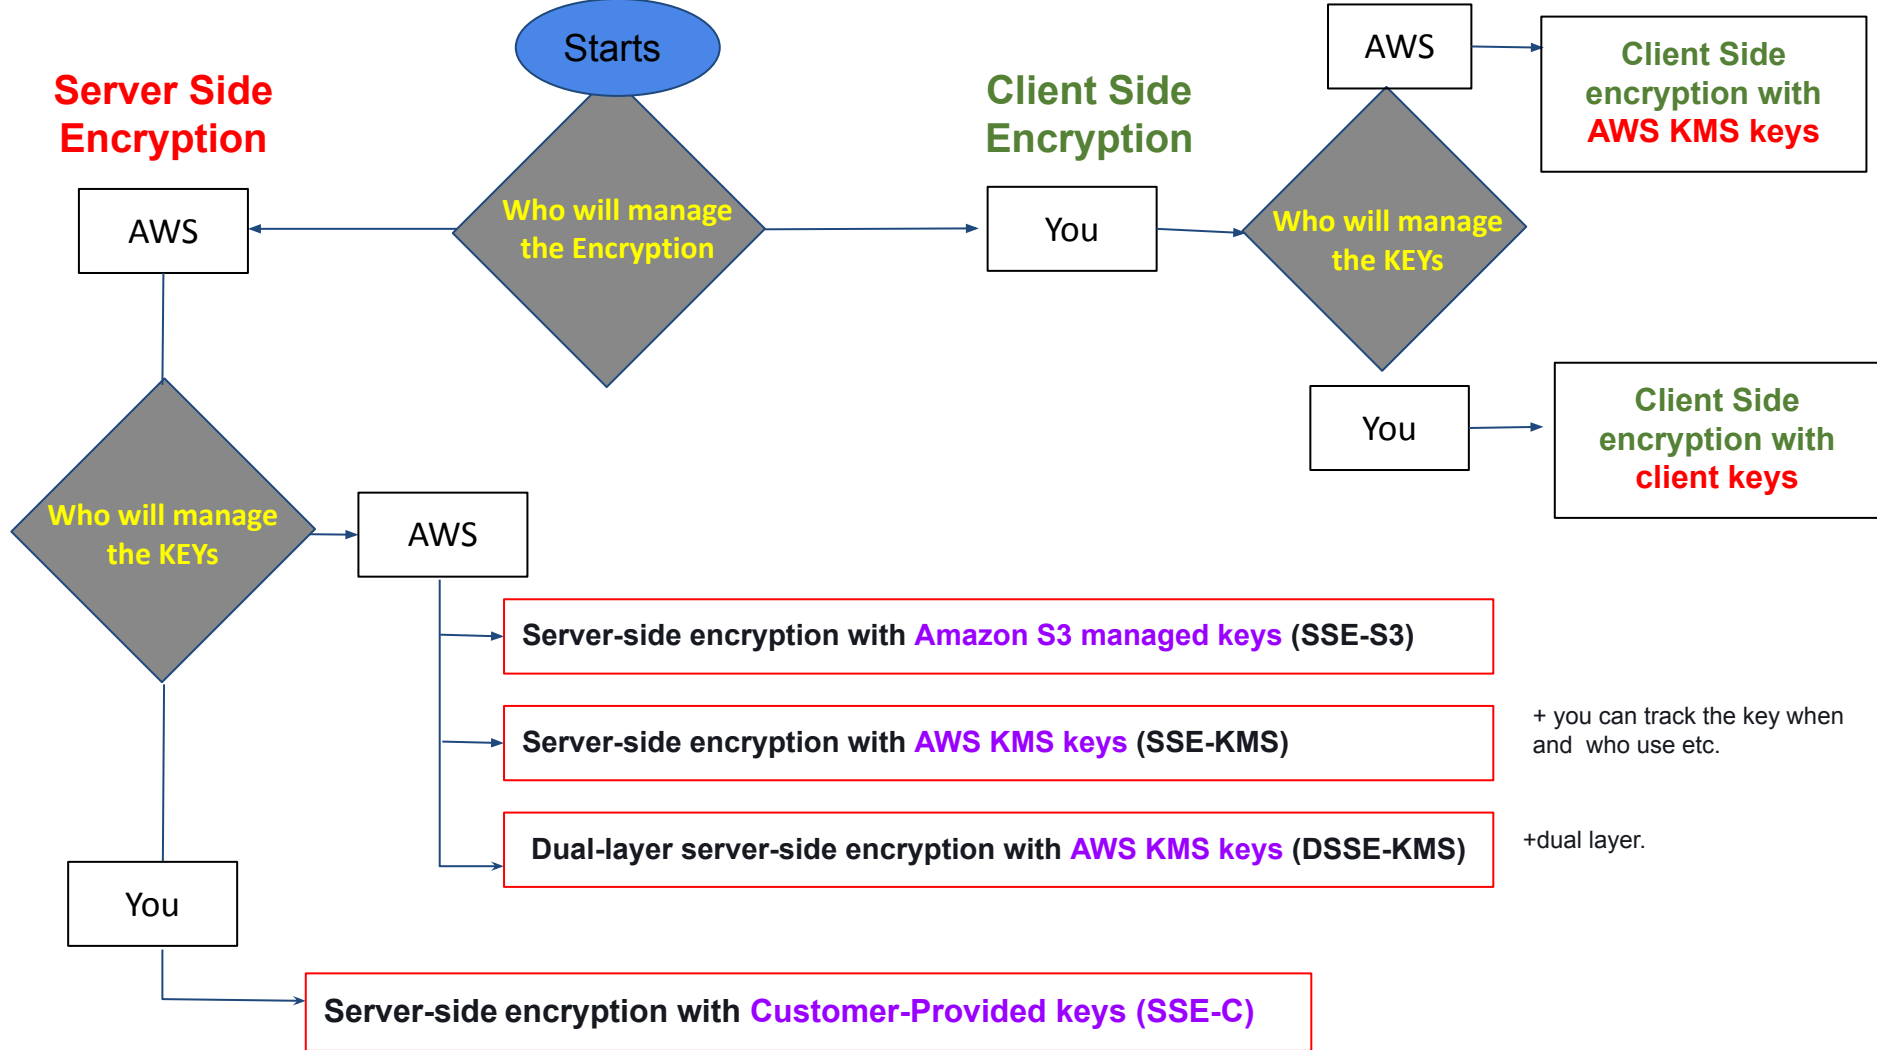 Starts
AWS
Client Side
encryption with
AWS KMS keys
Server Side
Encryption
Client Side
Encryption
AWS
Who will manage
the Encryption
You
Who will manage
the KEYs
You
Client Side
encryption with
client keys
Who will manage
the KEYs
AWS
Server-side encryption with Amazon S3 managed keys (SSE-S3)
Server-side encryption with AWS KMS keys (SSE-KMS)
+ you can track the key when
and who use etc.
Dual-layer server-side encryption with AWS KMS keys (DSSE-KMS)
+dual layer.
You
Server-side encryption with Customer-Provided keys (SSE-C)